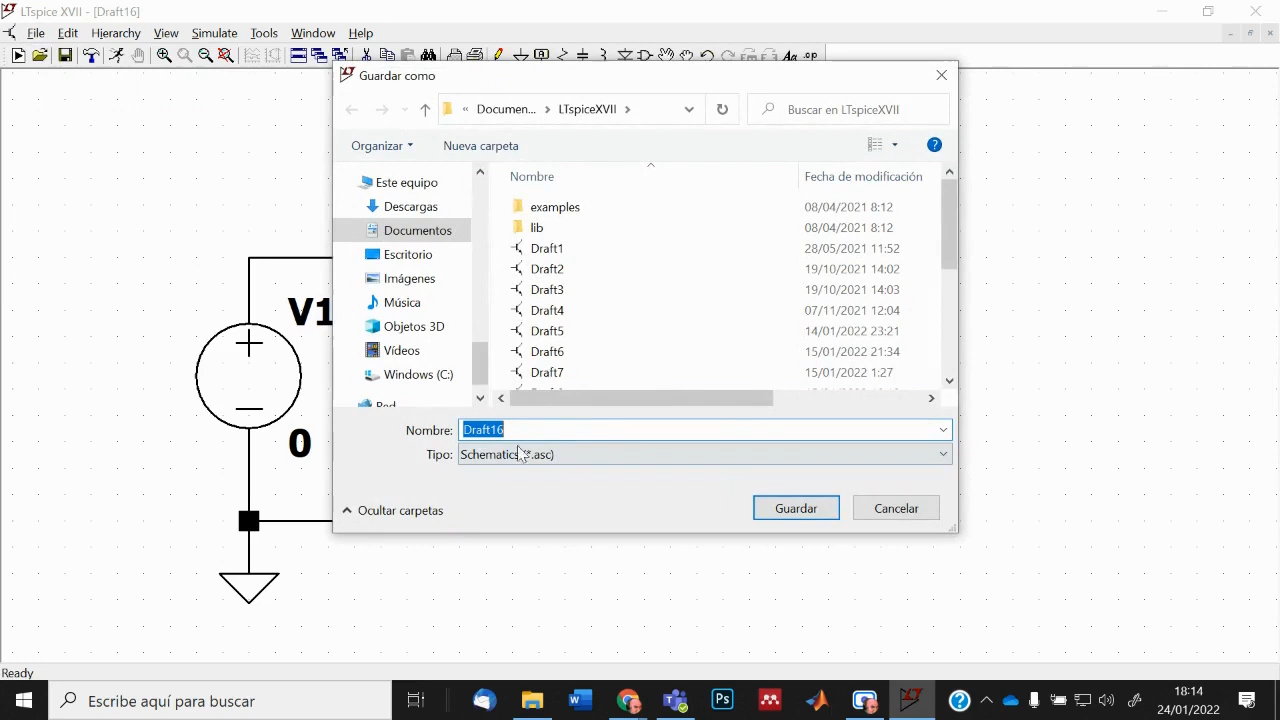 LTspice XVII - [Draft16]
File Edit Hierarchy View Simulate Tools Window Help
Aa .op
Guardar como
« Documen... > LTspiceXVII >
Buscar en LTspiceXVII
Organizar
Nueva carpeta
?
Nombre
Fecha de modificación
Este equipo
Descargas
Documentos
Escritorio
Imágenes
Música
Objetos 3D
Vídeos
Windows (C:)
Red
examples 08/04/2021 8:12
lib 08/04/2021 8:12
Draft1 28/05/2021 11:52
Draft2 19/10/2021 14:02
Draft3 19/10/2021 14:03
Draft4 07/11/2021 12:04
Draft5 14/01/2022 23:21
Draft6 15/01/2022 21:34
Draft7 15/01/2022 1:27
Nombre: Draft16
Tipo: Schematics(*.asc)
Ocultar carpetas
Guardar
Cancelar
V1
0
Ready
Escribe aquí para buscar
W
Ps
?
18:14
24/01/2022